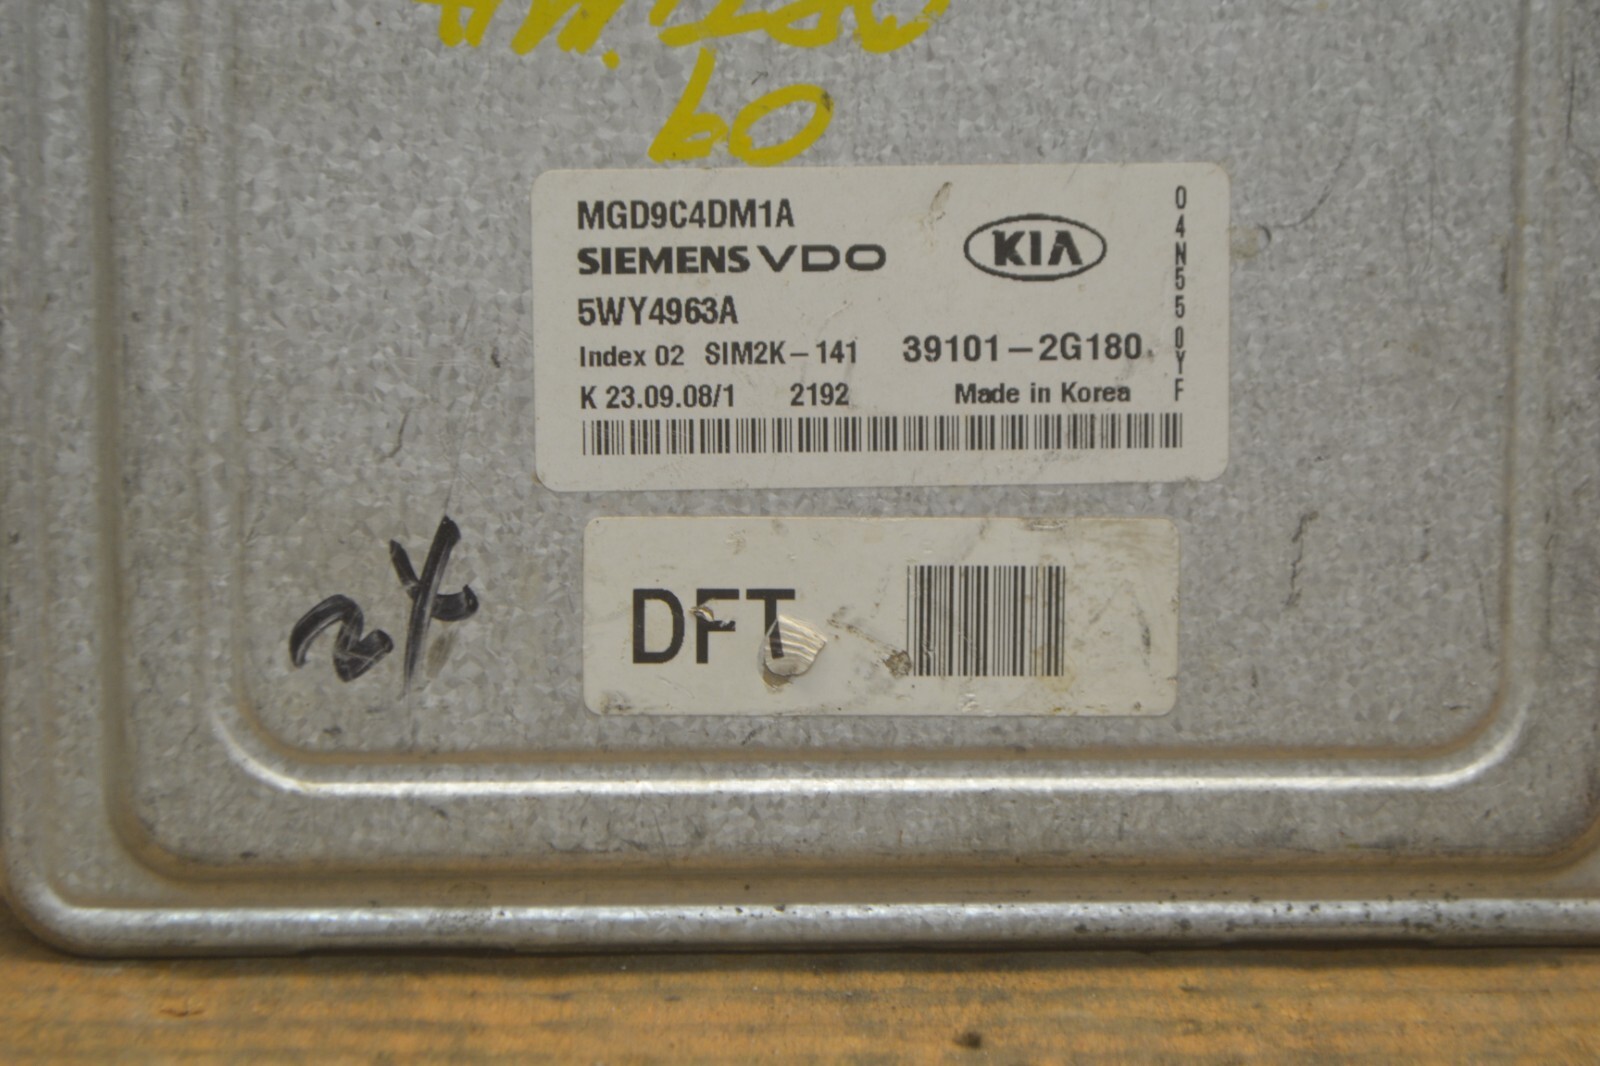 09
MGD9C4DM1A
SIEMENS VDO
KIA
5WY4963A
Index 02 SIM2K-141 39101-2G180
K 23.09.08/1 2192 Made in Korea
04N550YF
DFT